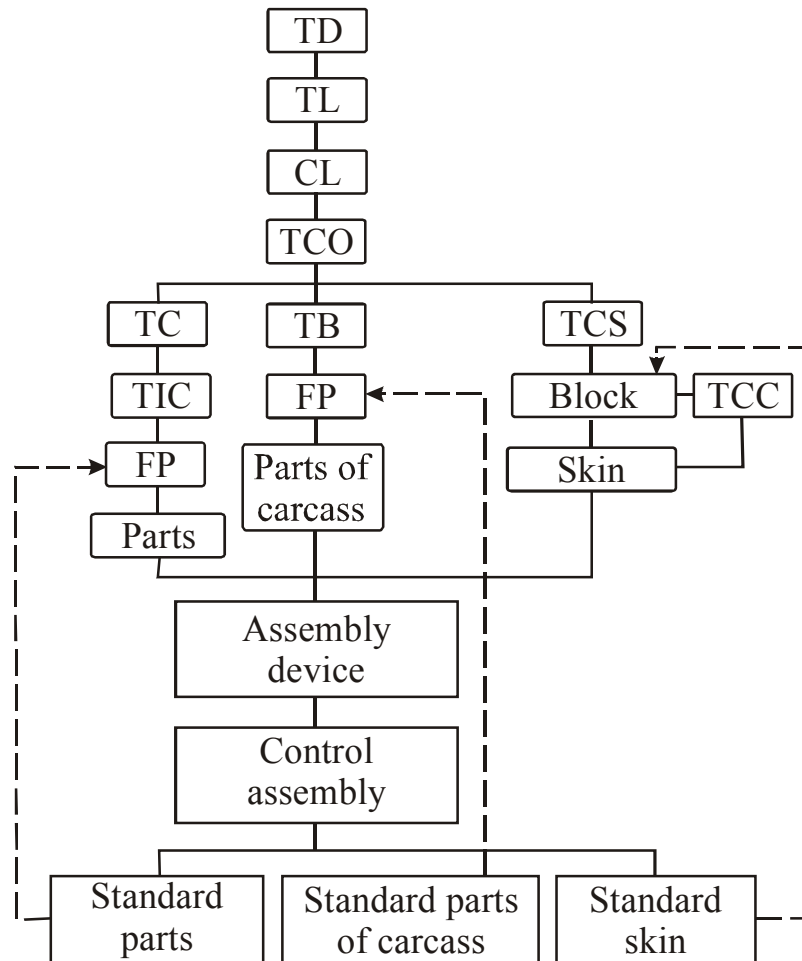 TD
TL
CL
TCO
TC
TB
TCS
TIC
FP
Block
TCC
FP
Parts of
carcass
Skin
Parts
Assembly
device
Control
assembly
Standard
parts
Standard parts
of carcass
Standard
skin